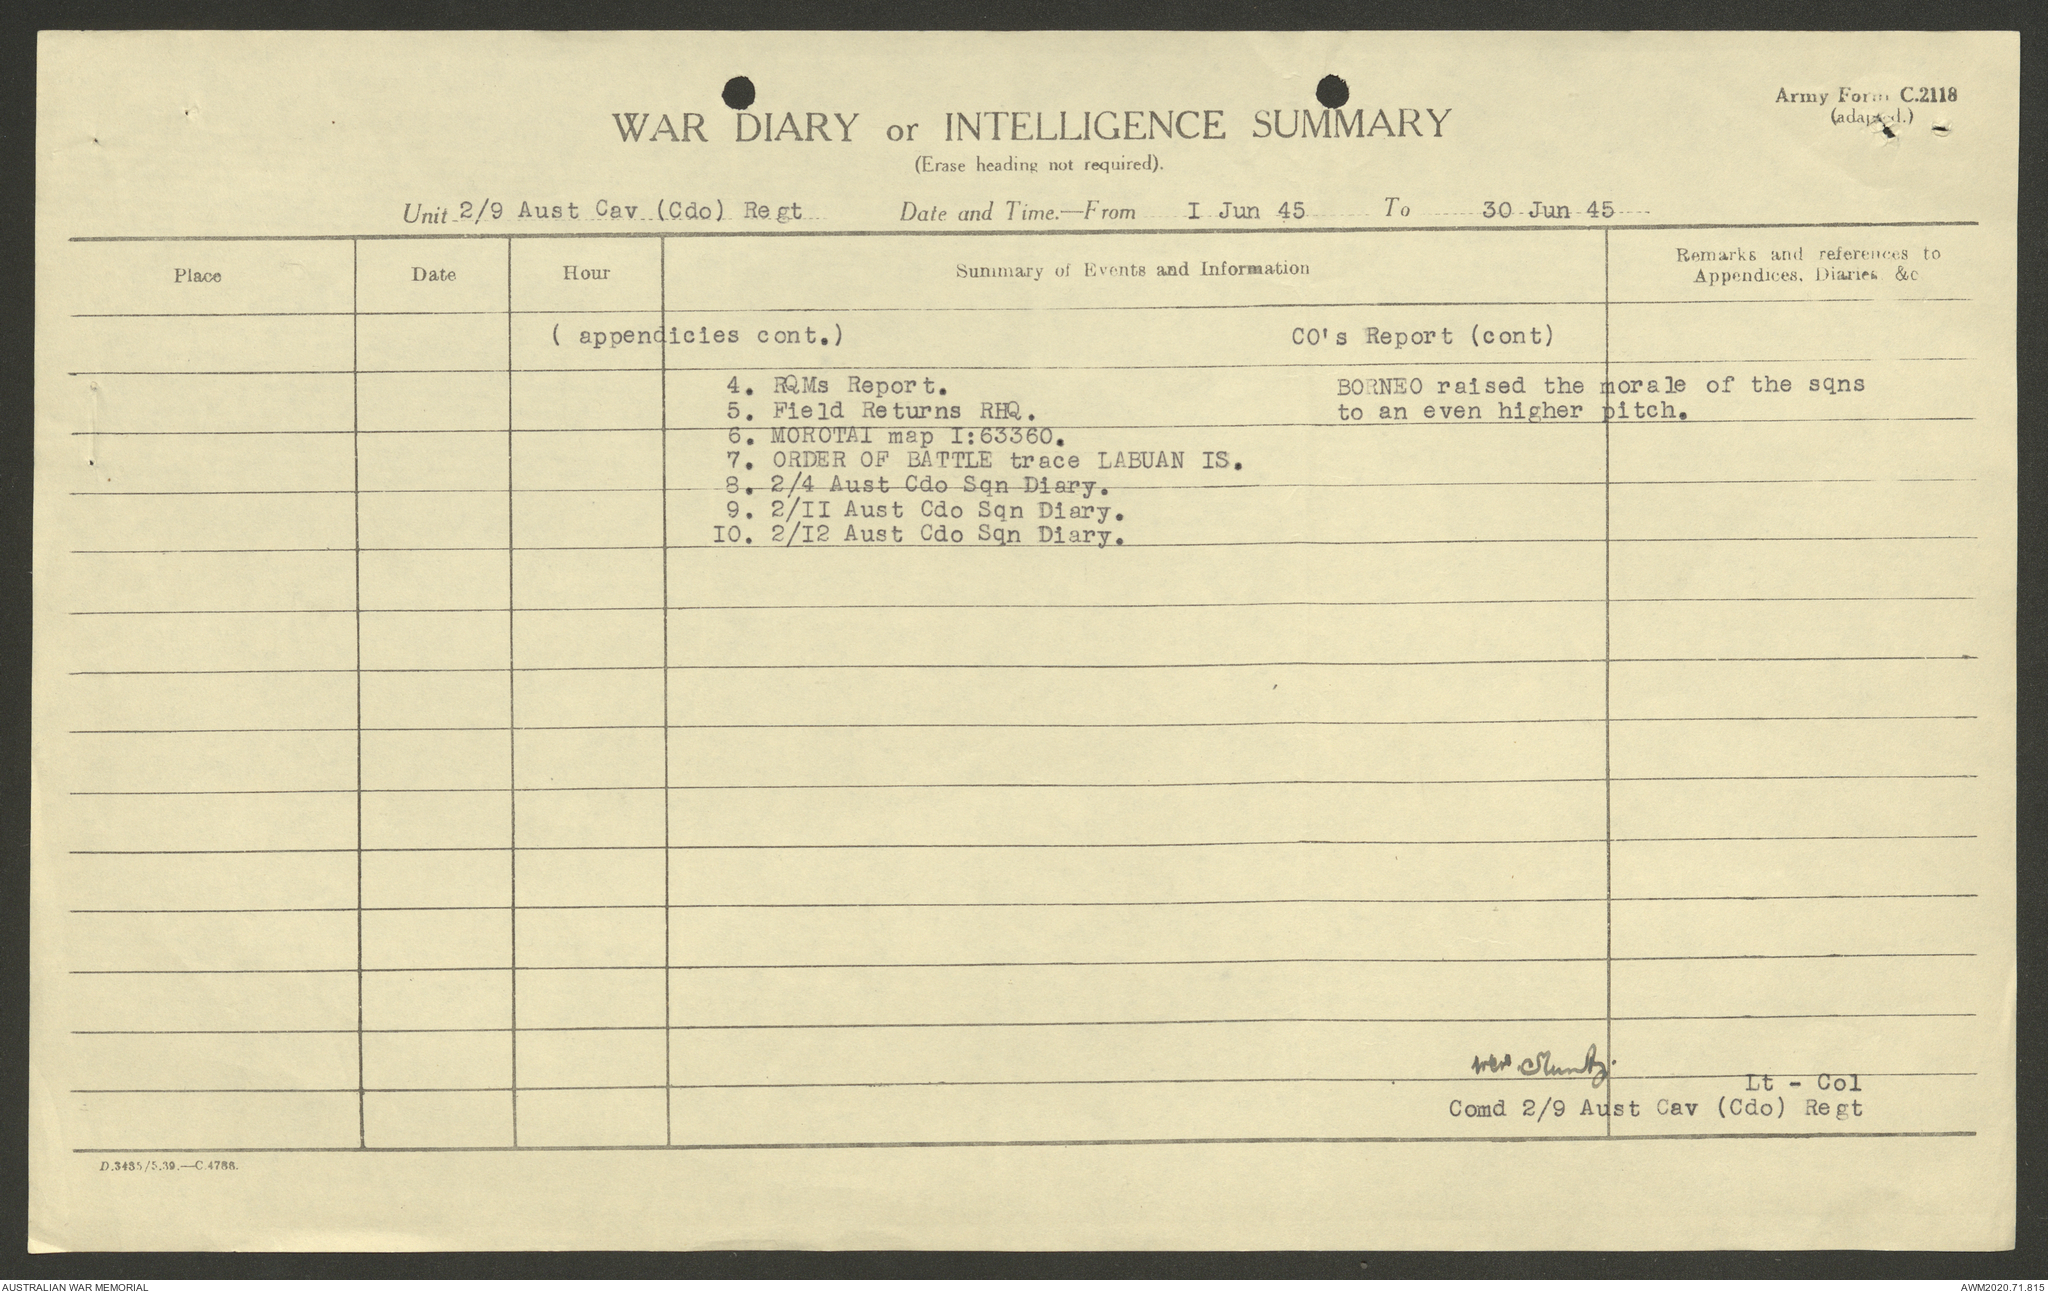 Army Form C.2118
(adapted.)
WAR DIARY or INTELLIGENCE SUMMARY
(Erase heading not required).
Unit 2/9 Aust Cav (Cdo) Regt Date and Time.—From I Jun 45 To 30 Jun 45
Place Date Hour Summary of Events and Information Remarks and references to
Appendices, Diaries &c
( appendicies cont.)
4. RQMs Report.
5. Field Returns RHQ.
6. MOROTAI map I:63360.
7. ORDER OF BATTLE trace LABUAN IS.
8. 2/4 Aust Cdo Sqn Diary.
9. 2/II Aust Cdo Sqn Diary.
IO. 2/I2 Aust Cdo Sqn Diary.
CO's Report (cont)
BORNEO raised the morale of the sqns
to an even higher pitch.
Lt - Col
Comd 2/9 Aust Cav (Cdo) Regt
D.3485/5.39.—C.4788.
AUSTRALIAN WAR MEMORIAL
AWM2020.71.815